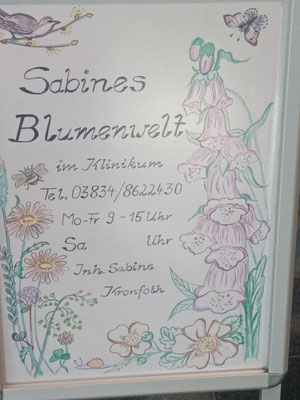 Sabines
Blumenwelt
im Klinikum
Tel. 03834/8622430
Mo-Fr 9-15 Uhr
Sa Uhr
Inh. Sabine
Kronfoth